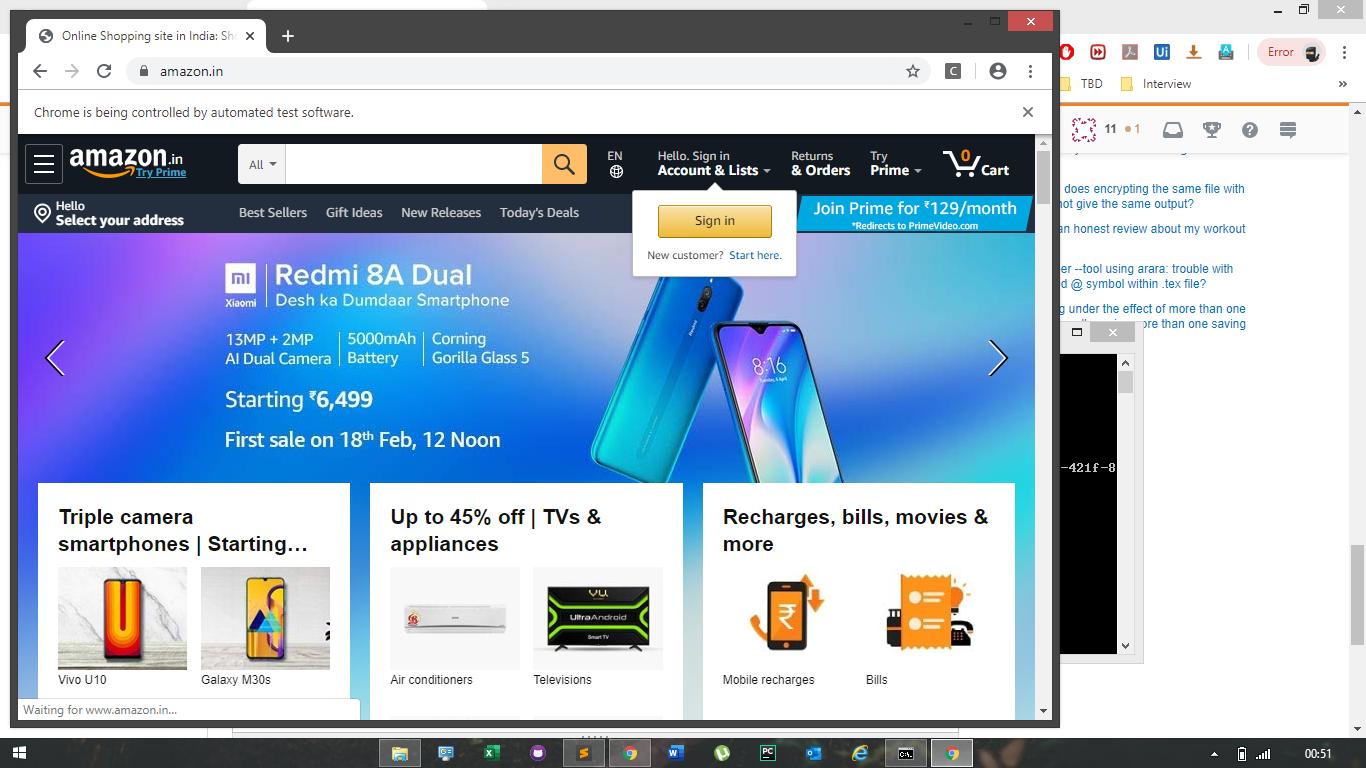 Online Shopping site in India: Sh
amazon.in
Error
TBD
Interview
Chrome is being controlled by automated test software.
11 ● 1
amazon.in
Try Prime
All
EN
Hello. Sign in
Account & Lists
Returns
& Orders
Try
Prime
0
Cart
Hello
Select your address
Best Sellers
Gift Ideas
New Releases
Today's Deals
Sign in
New customer? Start here.
Join Prime for ₹129/month
*Redirects to PrimeVideo.com
does encrypting the same file with
not give the same output?
an honest review about my workout
er --tool using arara: trouble with
d @ symbol within .tex file?
g under the effect of more than one
ore than one saving
mi
Xiaomi
Redmi 8A Dual
Desh ka Dumdaar Smartphone
13MP + 2MP
AI Dual Camera
5000mAh
Battery
Corning
Gorilla Glass 5
Starting ₹6,499
First sale on 18th Feb, 12 Noon
Redmi
8:16
-421f-8
Triple camera
smartphones | Starting…
Vivo U10
Galaxy M30s
Up to 45% off | TVs &
appliances
VU
UltraAndroid
Smart TV
Air conditioners
Televisions
Recharges, bills, movies &
more
₹
Mobile recharges
Bills
Waiting for www.amazon.in...
00:51